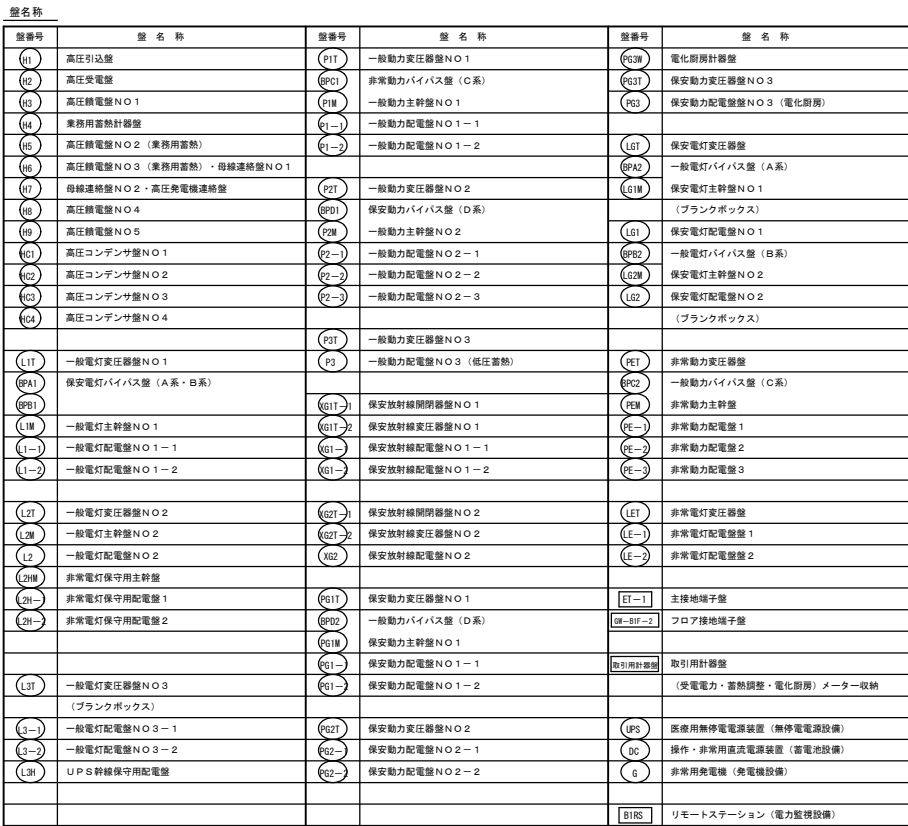 盤名称
盤番号 盤 名 称
H1 高圧引込盤
H2 高圧受電盤
H3 高圧饋電盤NO1
H4 業務用蓄熱計器盤
H5 高圧饋電盤NO2（業務用蓄熱）
H6 高圧饋電盤NO3（業務用蓄熱）・母線連絡盤NO1
H7 母線連絡盤NO2・高圧発電機連絡盤
H8 高圧饋電盤NO4
H9 高圧饋電盤NO5
HC1 高圧コンデンサ盤NO1
HC2 高圧コンデンサ盤NO2
HC3 高圧コンデンサ盤NO3
HC4 高圧コンデンサ盤NO4
L1T 一般電灯変圧器盤NO1
BPA1 保安電灯バイパス盤（A系・B系）
BPB1
L1M 一般電灯主幹盤NO1
L1-1 一般電灯配電盤NO1-1
L1-2 一般電灯配電盤NO1-2
L2T 一般電灯変圧器盤NO2
L2M 一般電灯主幹盤NO2
L2 一般電灯配電盤NO2
L2HM 非常電灯保守用主幹盤
L2H-1 非常電灯保守用配電盤1
L2H-2 非常電灯保守用配電盤2
L3T 一般電灯変圧器盤NO3
（ブランクボックス）
L3-1 一般電灯配電盤NO3-1
L3-2 一般電灯配電盤NO3-2
L3H UPS幹線保守用配電盤
盤番号 盤 名 称
P1T 一般動力変圧器盤NO1
BPC1 非常動力バイパス盤（C系）
P1M 一般動力主幹盤NO1
P1-1 一般動力配電盤NO1-1
P1-2 一般動力配電盤NO1-2
P2T 一般動力変圧器盤NO2
BPD1 保安動力バイパス盤（D系）
P2M 一般動力主幹盤NO2
P2-1 一般動力配電盤NO2-1
P2-2 一般動力配電盤NO2-2
P2-3 一般動力配電盤NO2-3
P3T 一般動力変圧器盤NO3
P3 一般動力配電盤NO3（低圧蓄熱）
XG1T-1 保安放射線開閉器盤NO1
XG1T-2 保安放射線変圧器盤NO1
XG1-1 保安放射線配電盤NO1-1
XG1-2 保安放射線配電盤NO1-2
XG2T-1 保安放射線開閉器盤NO2
XG2T-2 保安放射線変圧器盤NO2
XG2 保安放射線配電盤NO2
PG1T 保安動力変圧器盤NO1
BPD2 一般動力バイパス盤（D系）
PG1M 保安動力主幹盤NO1
PG1-1 保安動力配電盤NO1-1
PG1-2 保安動力配電盤NO1-2
PG2T 保安動力変圧器盤NO2
PG2-1 保安動力配電盤NO2-1
PG2-2 保安動力配電盤NO2-2
盤番号 盤 名 称
PG3W 電化厨房計器盤
PG3T 保安動力変圧器盤NO3
PG3 保安動力配電盤盤NO3（電化厨房）
LGT 保安電灯変圧器盤
BPA2 一般電灯バイパス盤（A系）
LG1M 保安電灯主幹盤NO1
（ブランクボックス）
LG1 保安電灯配電盤NO1
BPB2 一般電灯バイパス盤（B系）
LG2M 保安電灯主幹盤NO2
LG2 保安電灯配電盤NO2
（ブランクボックス）
PET 非常動力変圧器盤
BPC2 一般動力バイパス盤（C系）
PEM 非常動力主幹盤
PE-1 非常動力配電盤1
PE-2 非常動力配電盤2
PE-3 非常動力配電盤3
LET 非常電灯変圧器盤
LE-1 非常電灯配電盤盤1
LE-2 非常電灯配電盤盤2
ET-1 主接地端子盤
GW-B1F-2 フロア接地端子盤
取引用計器盤 取引用計器盤
（受電電力・蓄熱調整・電化厨房）メーター収納
UPS 医療用無停電電源装置（無停電電源設備）
DC 操作・非常用直流電源装置（蓄電池設備）
G 非常用発電機（発電機設備）
B1RS リモートステーション（電力監視設備）